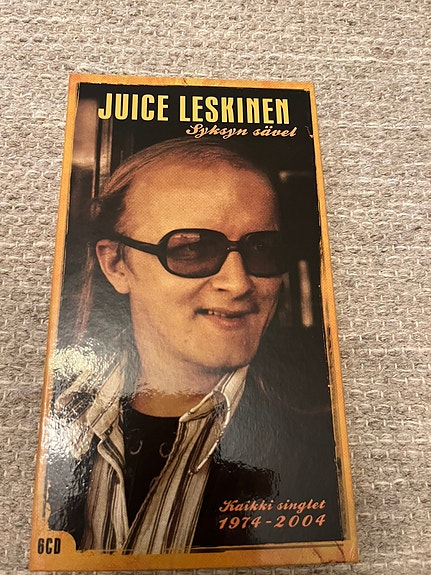 JUICE LESKINEN
Syksyn sävel
Kaikki singlet
1974-2004
6CD